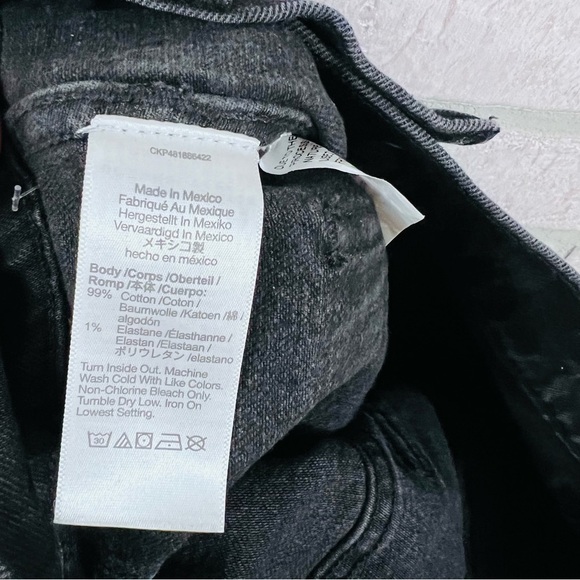 CKP481886422
Made In Mexico
Fabriqué Au Mexique
Hergestellt In Mexiko
Vervaardigd In Mexico
メキシコ製
hecho en méxico
Body /Corps /Oberteil /
Romp /本体 /Cuerpo:
99% Cotton /Coton /
Baumwolle /Katoen /綿 /
algodón
1% Elastane /Élasthanne /
Elastan /Elastaan /
ポリウレタン /elastano
Turn Inside Out. Machine
Wash Cold With Like Colors.
Non-Chlorine Bleach Only.
Tumble Dry Low. Iron On
Lowest Setting.
30